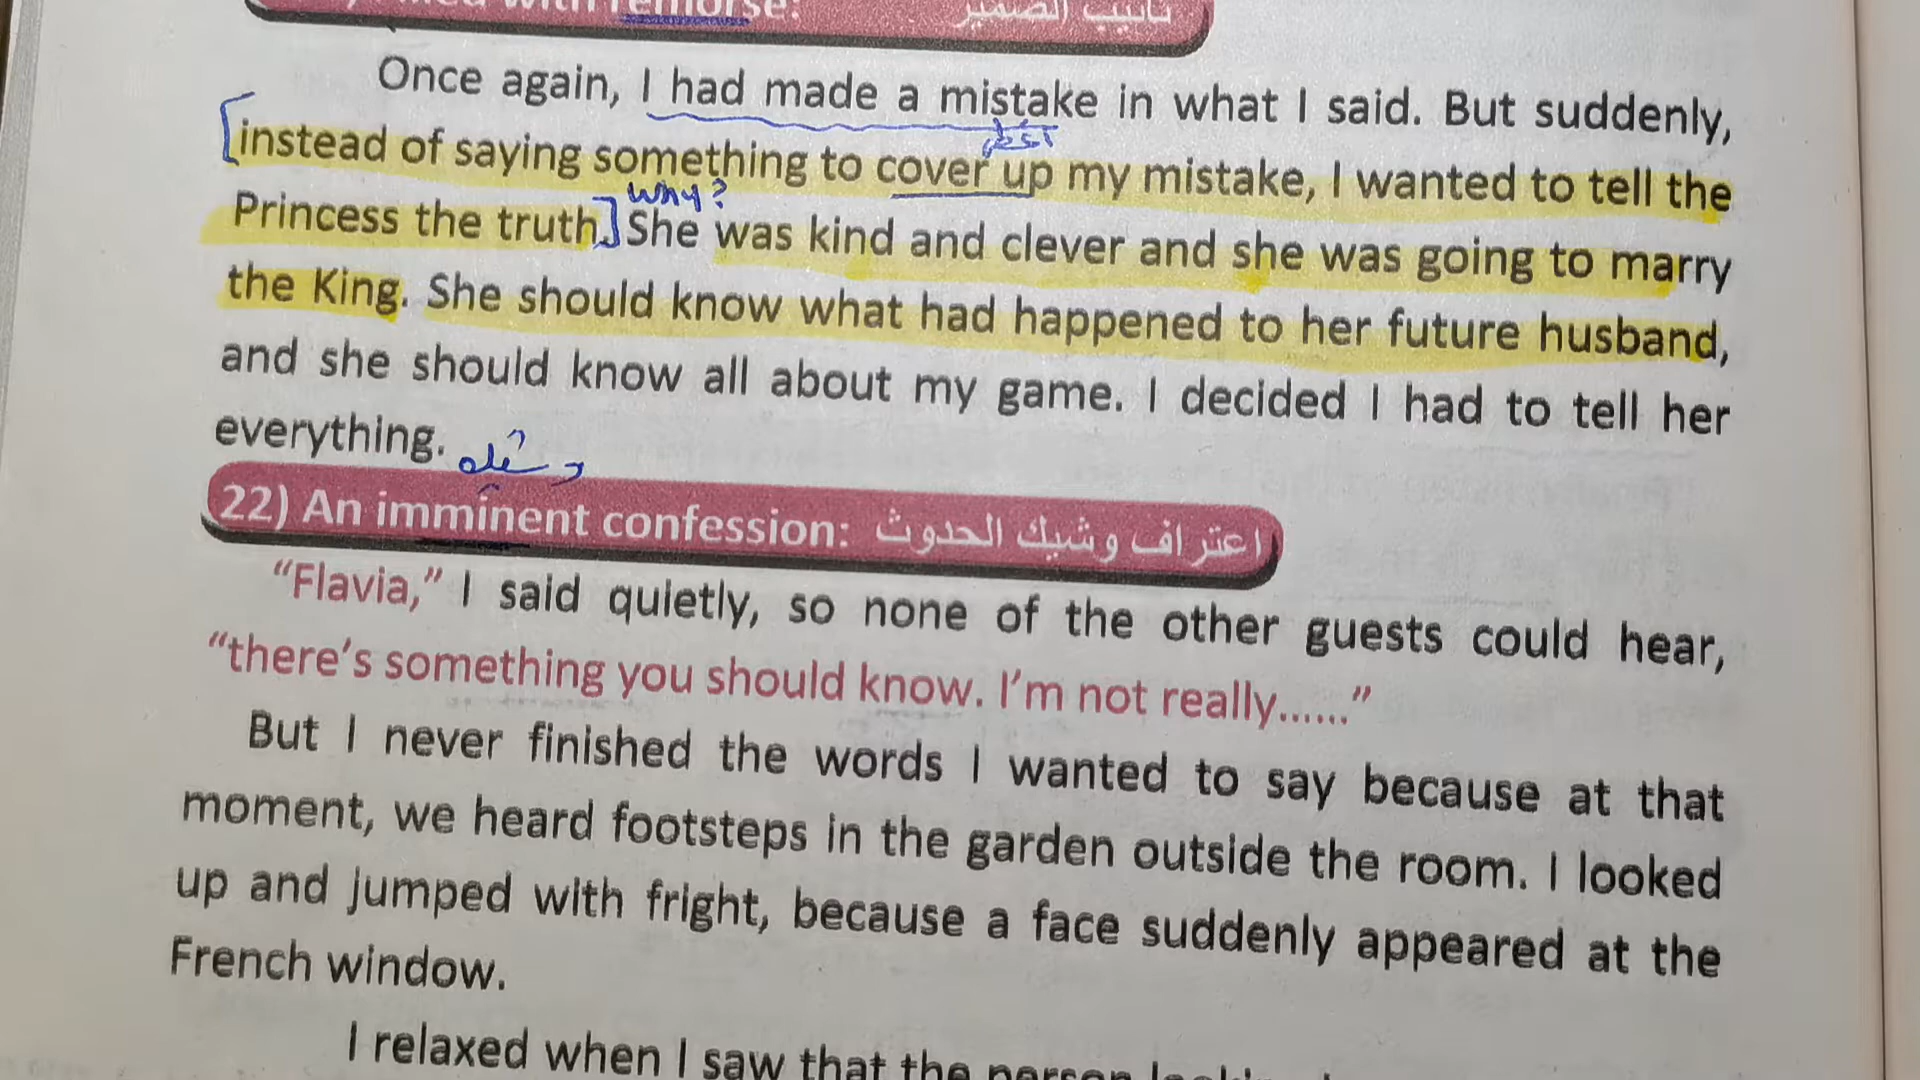 with remorse: تأنيب الضمير
Once again, I had made a mistake in what I said. But suddenly,
instead of saying something to cover up my mistake, I wanted to tell the
why?
Princess the truth. She was kind and clever and she was going to marry
the King. She should know what had happened to her future husband,
and she should know all about my game. I decided I had to tell her
everything.
22) An imminent confession: اعتراف وشيك الحدوث
“Flavia,” I said quietly, so none of the other guests could hear,
“there’s something you should know. I’m not really......”
But I never finished the words I wanted to say because at that
moment, we heard footsteps in the garden outside the room. I looked
up and jumped with fright, because a face suddenly appeared at the
French window.
I relaxed when I saw that the person